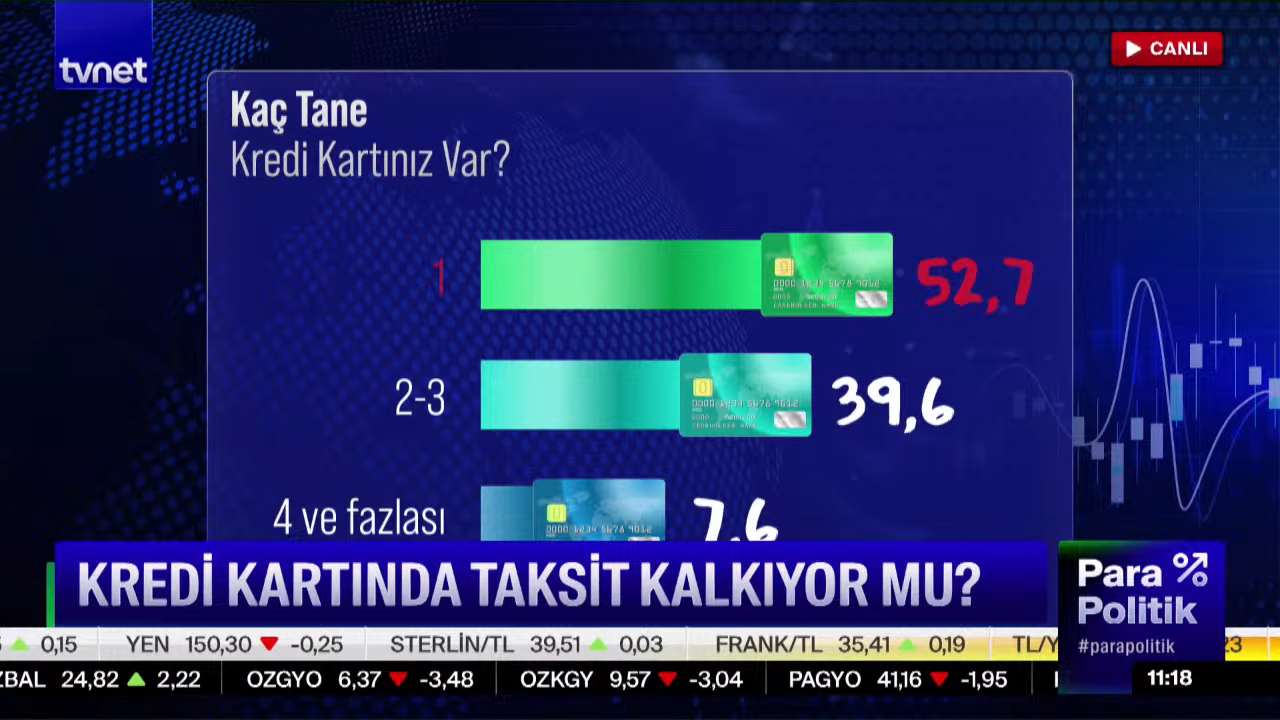 tvnet
CANLI
Kaç Tane
Kredi Kartınız Var?
1
52,7
2-3
39,6
4 ve fazlası
7,6
KREDİ KARTINDA TAKSİT KALKIYOR MU?
Para
Politik
#parapolitik
0,15 YEN 150,30 -0,25 STERLİN/TL 39,51 0,03 FRANK/TL 35,41 0,19
24,82 2,22 OZGYO 6,37 -3,48 OZKGY 9,57 -3,04 PAGYO 41,16 -1,95
11:18